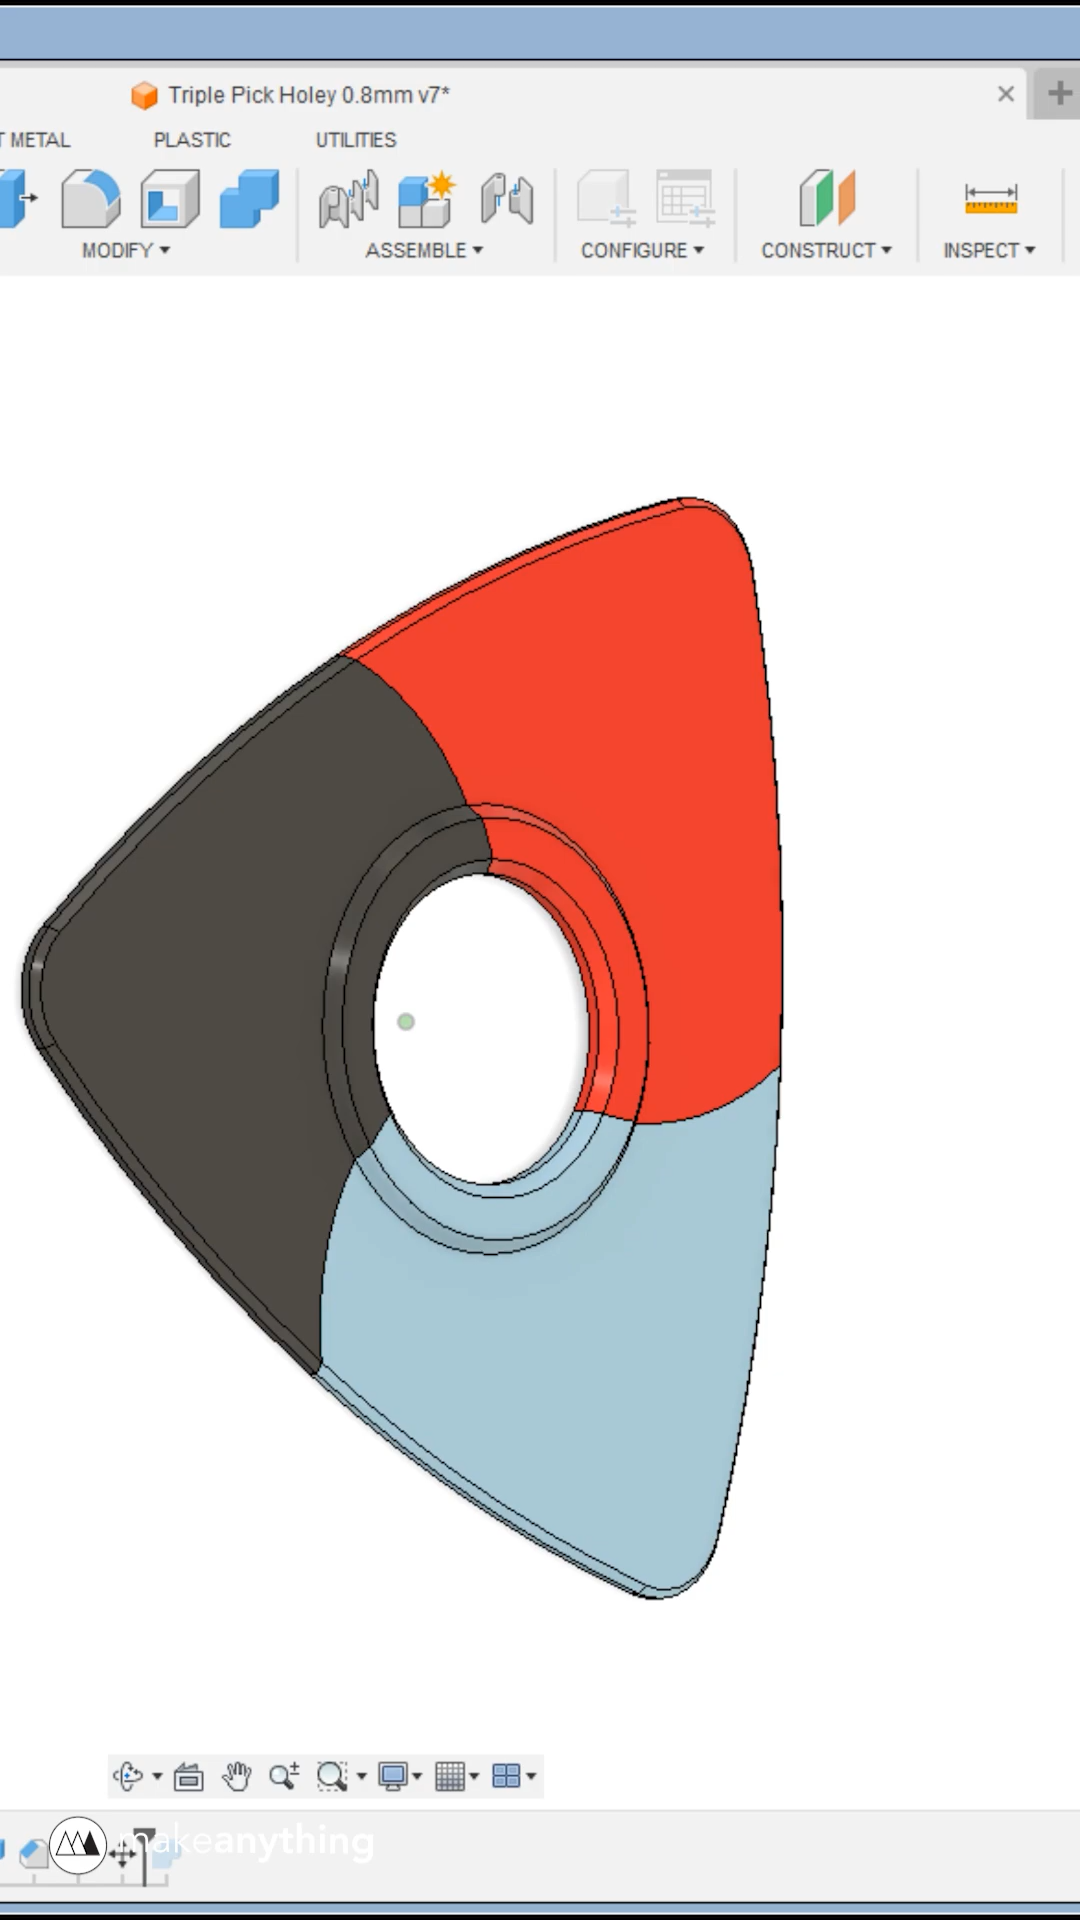 Triple Pick Holey 0.8mm v7*
T METAL PLASTIC UTILITIES
MODIFY ASSEMBLE CONFIGURE CONSTRUCT INSPECT
makeanything